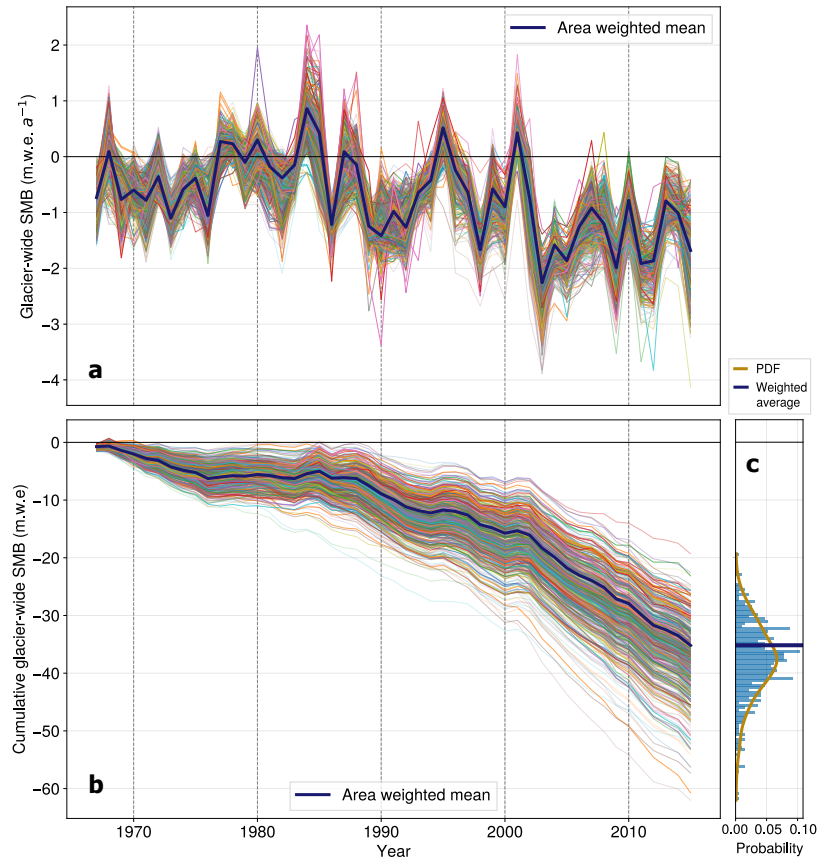 Area weighted mean
Glacier-wide SMB (m.w.e. a⁻¹)
2
1
0
−1
−2
−3
−4
a
PDF
Weighted
average
Cumulative glacier-wide SMB (m.w.e)
0
−10
−20
−30
−40
−50
−60
b
Area weighted mean
c
1970
1980
1990
2000
2010
Year
0.00
0.05
0.10
Probability